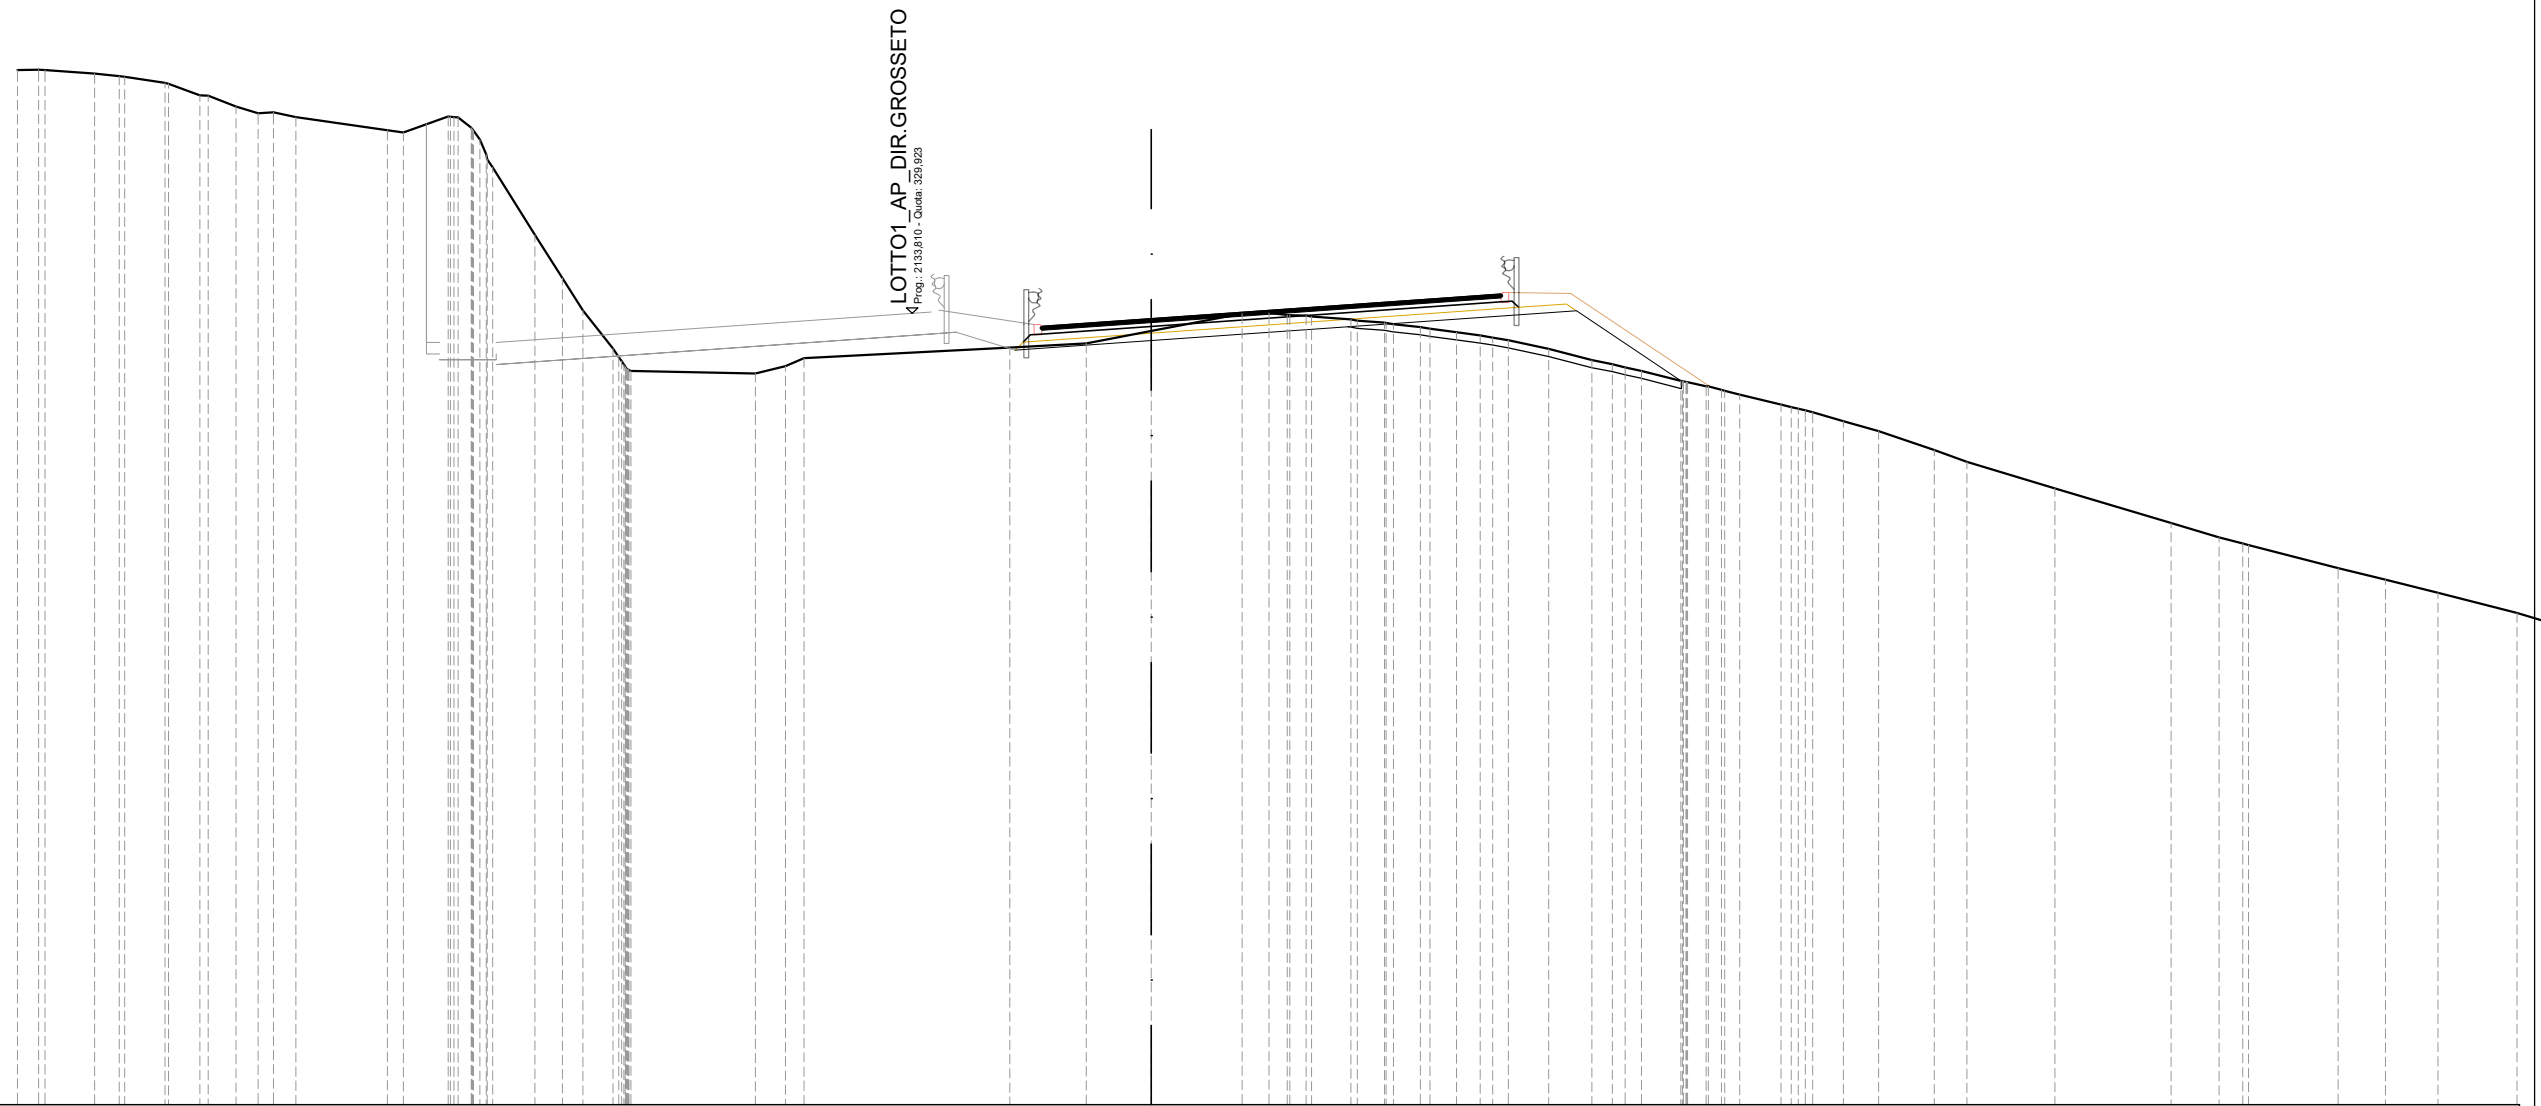 LOTTO1_AP_DIR.GROSSETO
Prog.: 2133,810 - Quota: 329,923